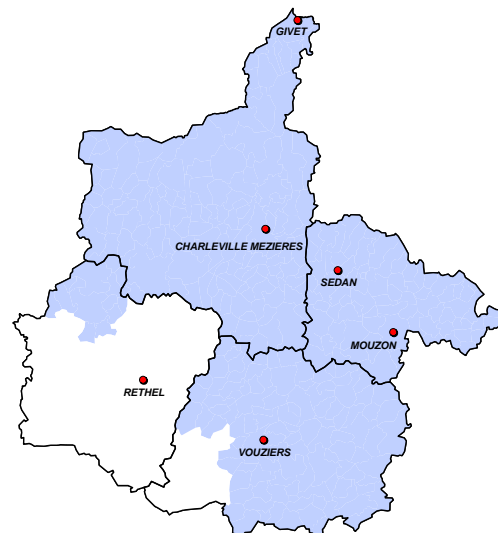 GIVET
CHARLEVILLE MEZIERES
SEDAN
MOUZON
RETHEL
VOUZIERS